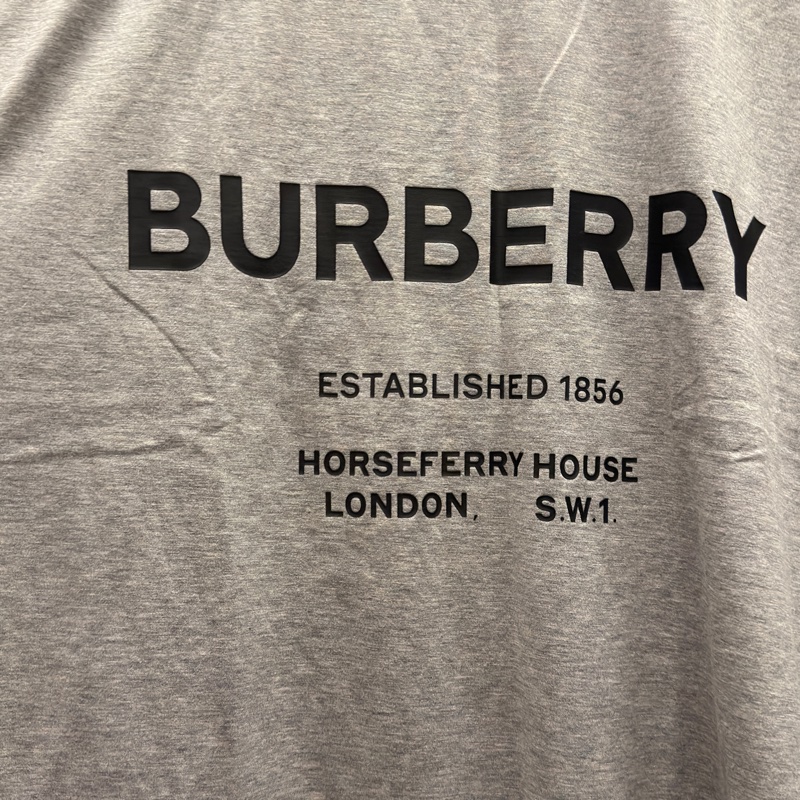 BURBERRY
ESTABLISHED 1856
HORSEFERRY HOUSE
LONDON, S.W.1.